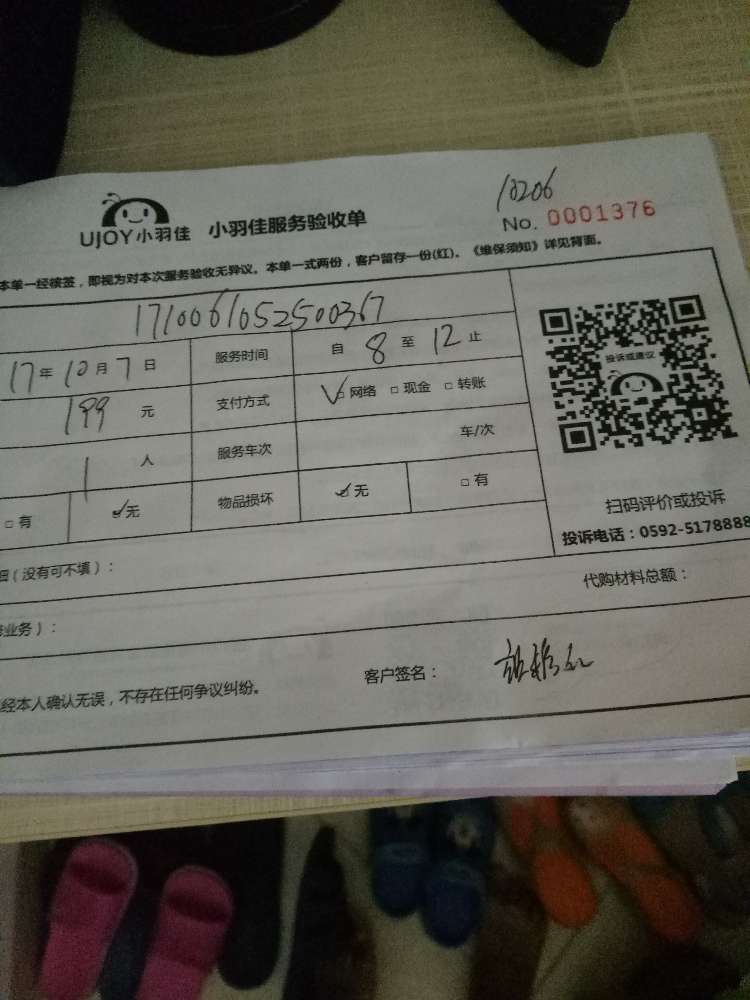 10206
UJOY小羽佳 小羽佳服务验收单 No. 0001376
本单一经核签，即视为对本次服务验收无异议。本单一式两份，客户留存一份(红)。《维保须知》详见背面。
1710061052500367
17年10月7日 服务时间 自 8 至 12 止
199 元 支付方式 ✓□网络 □现金 □转账
1 人 服务车次 车/次
□有 ✓无 物品损坏 ✓无 □有
投诉或建议
扫码评价或投诉
投诉电话：0592-5178888
细（没有可不填）： 代购材料总额：
业务）：
经本人确认无误，不存在任何争议纠纷。 客户签名：